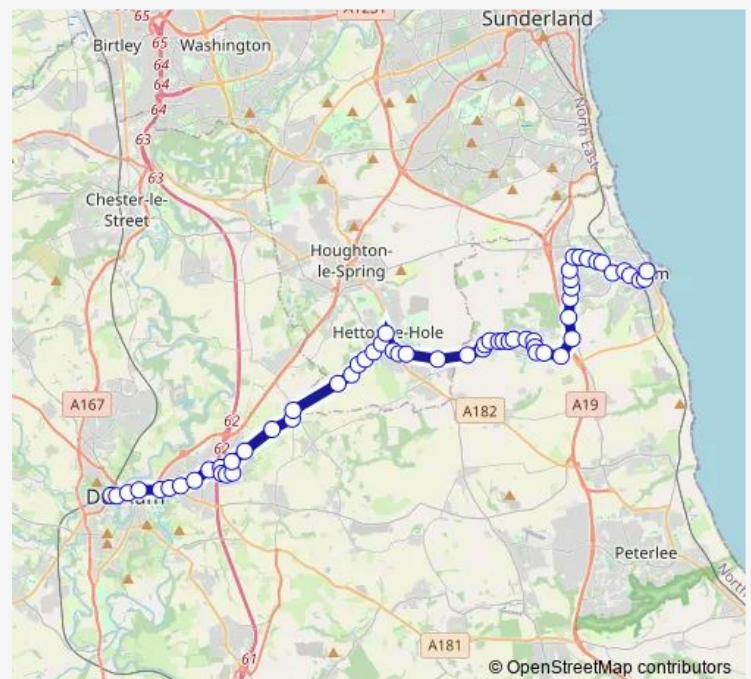 A1231
Sunderland
65
Birtley
Washington
65
64
64
64
63
63
North East
Chester-le-
Street
Houghton-
le-Spring
A167
A182
A19
62
62
Peterlee
A181
61
© OpenStreetMap contributors